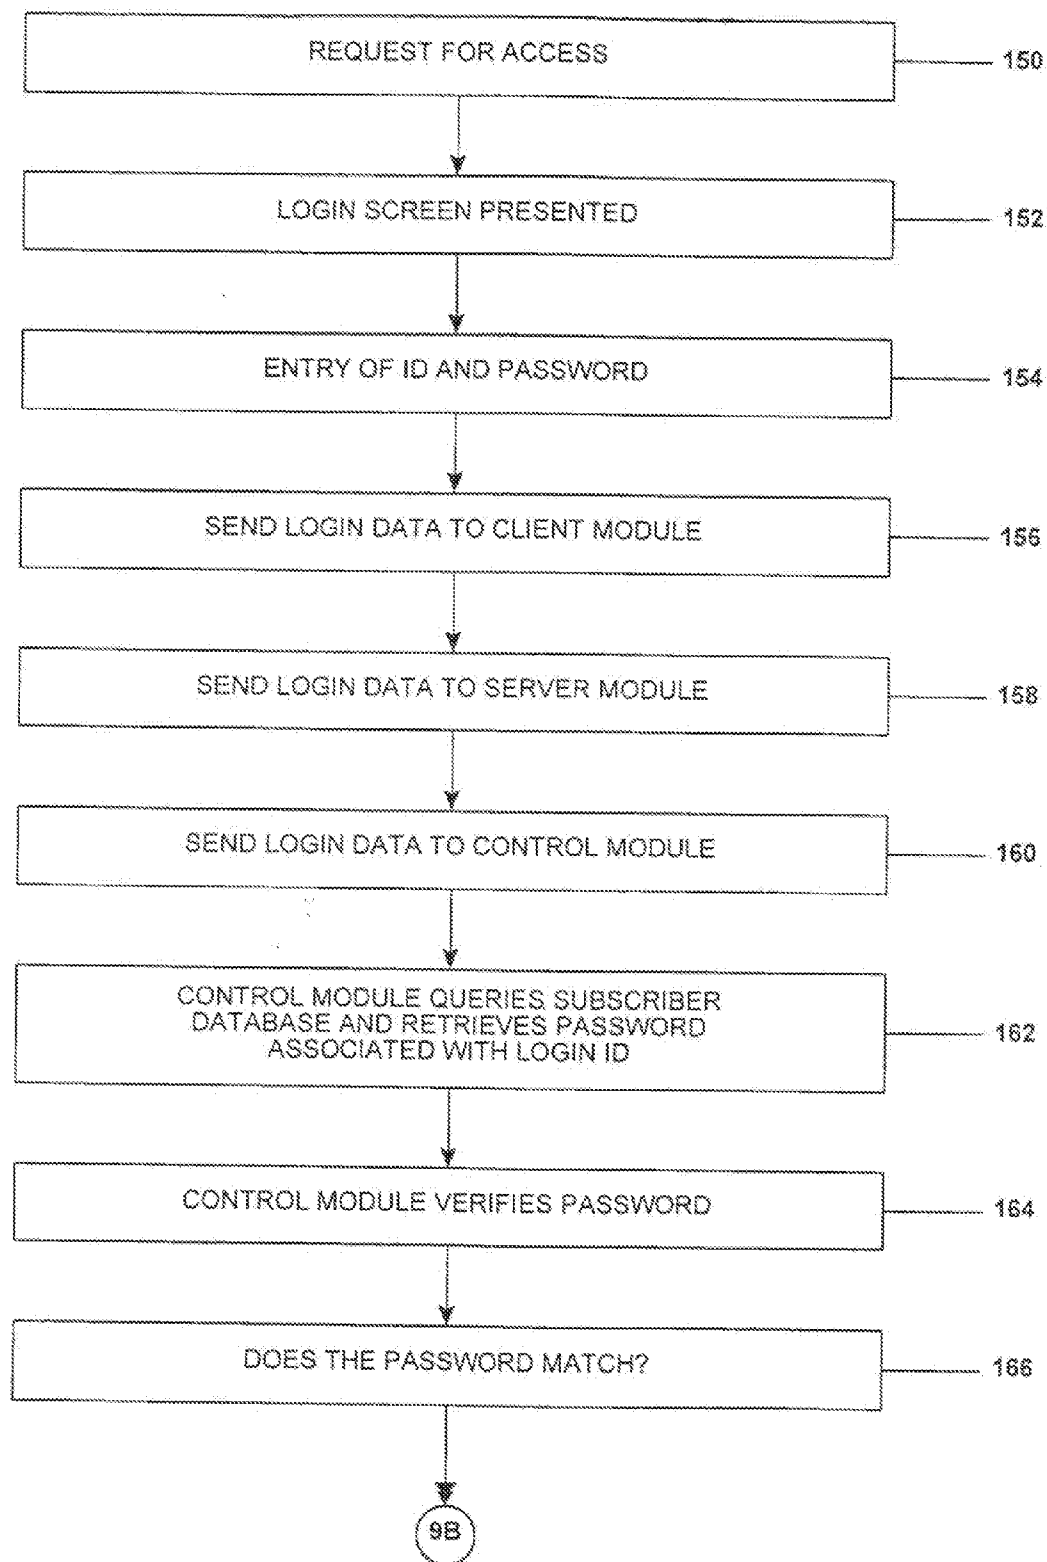 REQUEST FOR ACCESS
150
LOGIN SCREEN PRESENTED
152
ENTRY OF ID AND PASSWORD
154
SEND LOGIN DATA TO CLIENT MODULE
156
SEND LOGIN DATA TO SERVER MODULE
158
SEND LOGIN DATA TO CONTROL MODULE
160
CONTROL MODULE QUERIES SUBSCRIBER
DATABASE AND RETRIEVES PASSWORD
ASSOCIATED WITH LOGIN ID
162
CONTROL MODULE VERIFIES PASSWORD
164
DOES THE PASSWORD MATCH?
166
9B